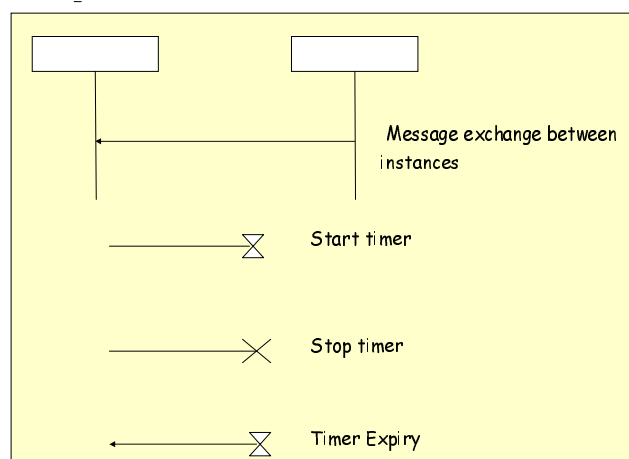 Message exchange between
instances
Start timer
Stop timer
Timer Expiry